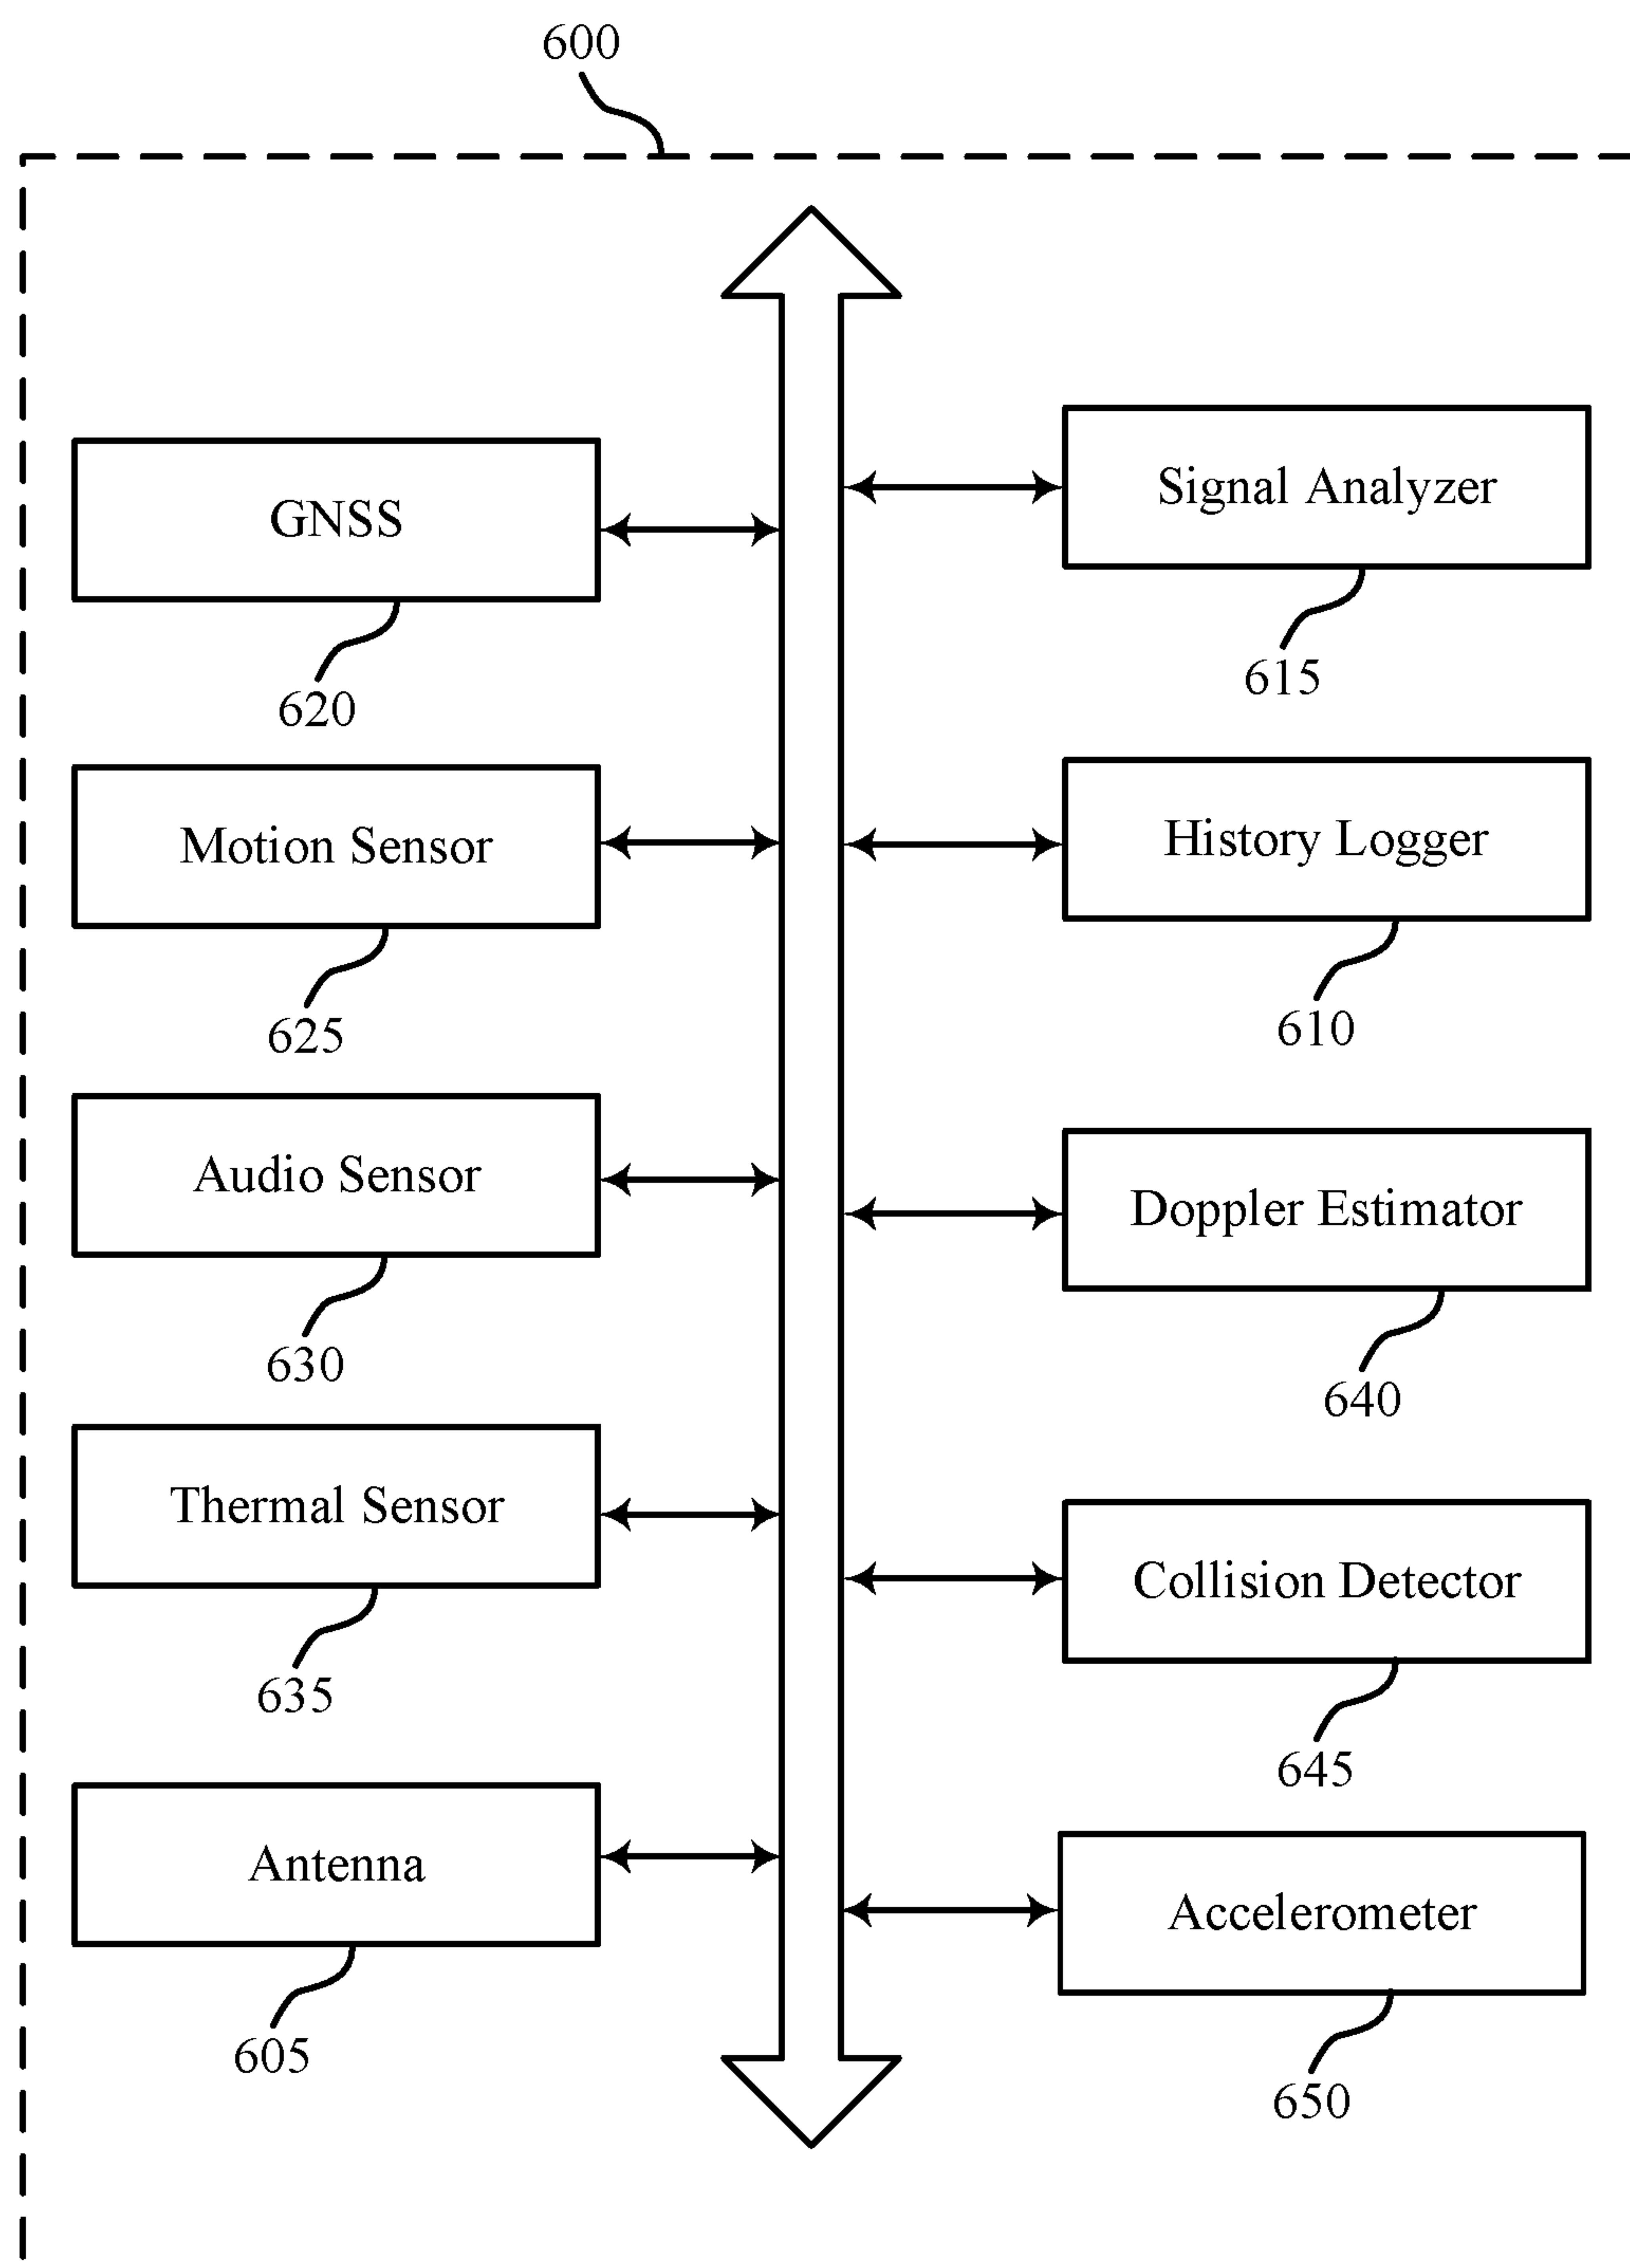 600
GNSS
620
Motion Sensor
625
Audio Sensor
630
Thermal Sensor
635
Antenna
605
Signal Analyzer
615
History Logger
610
Doppler Estimator
640
Collision Detector
645
Accelerometer
650